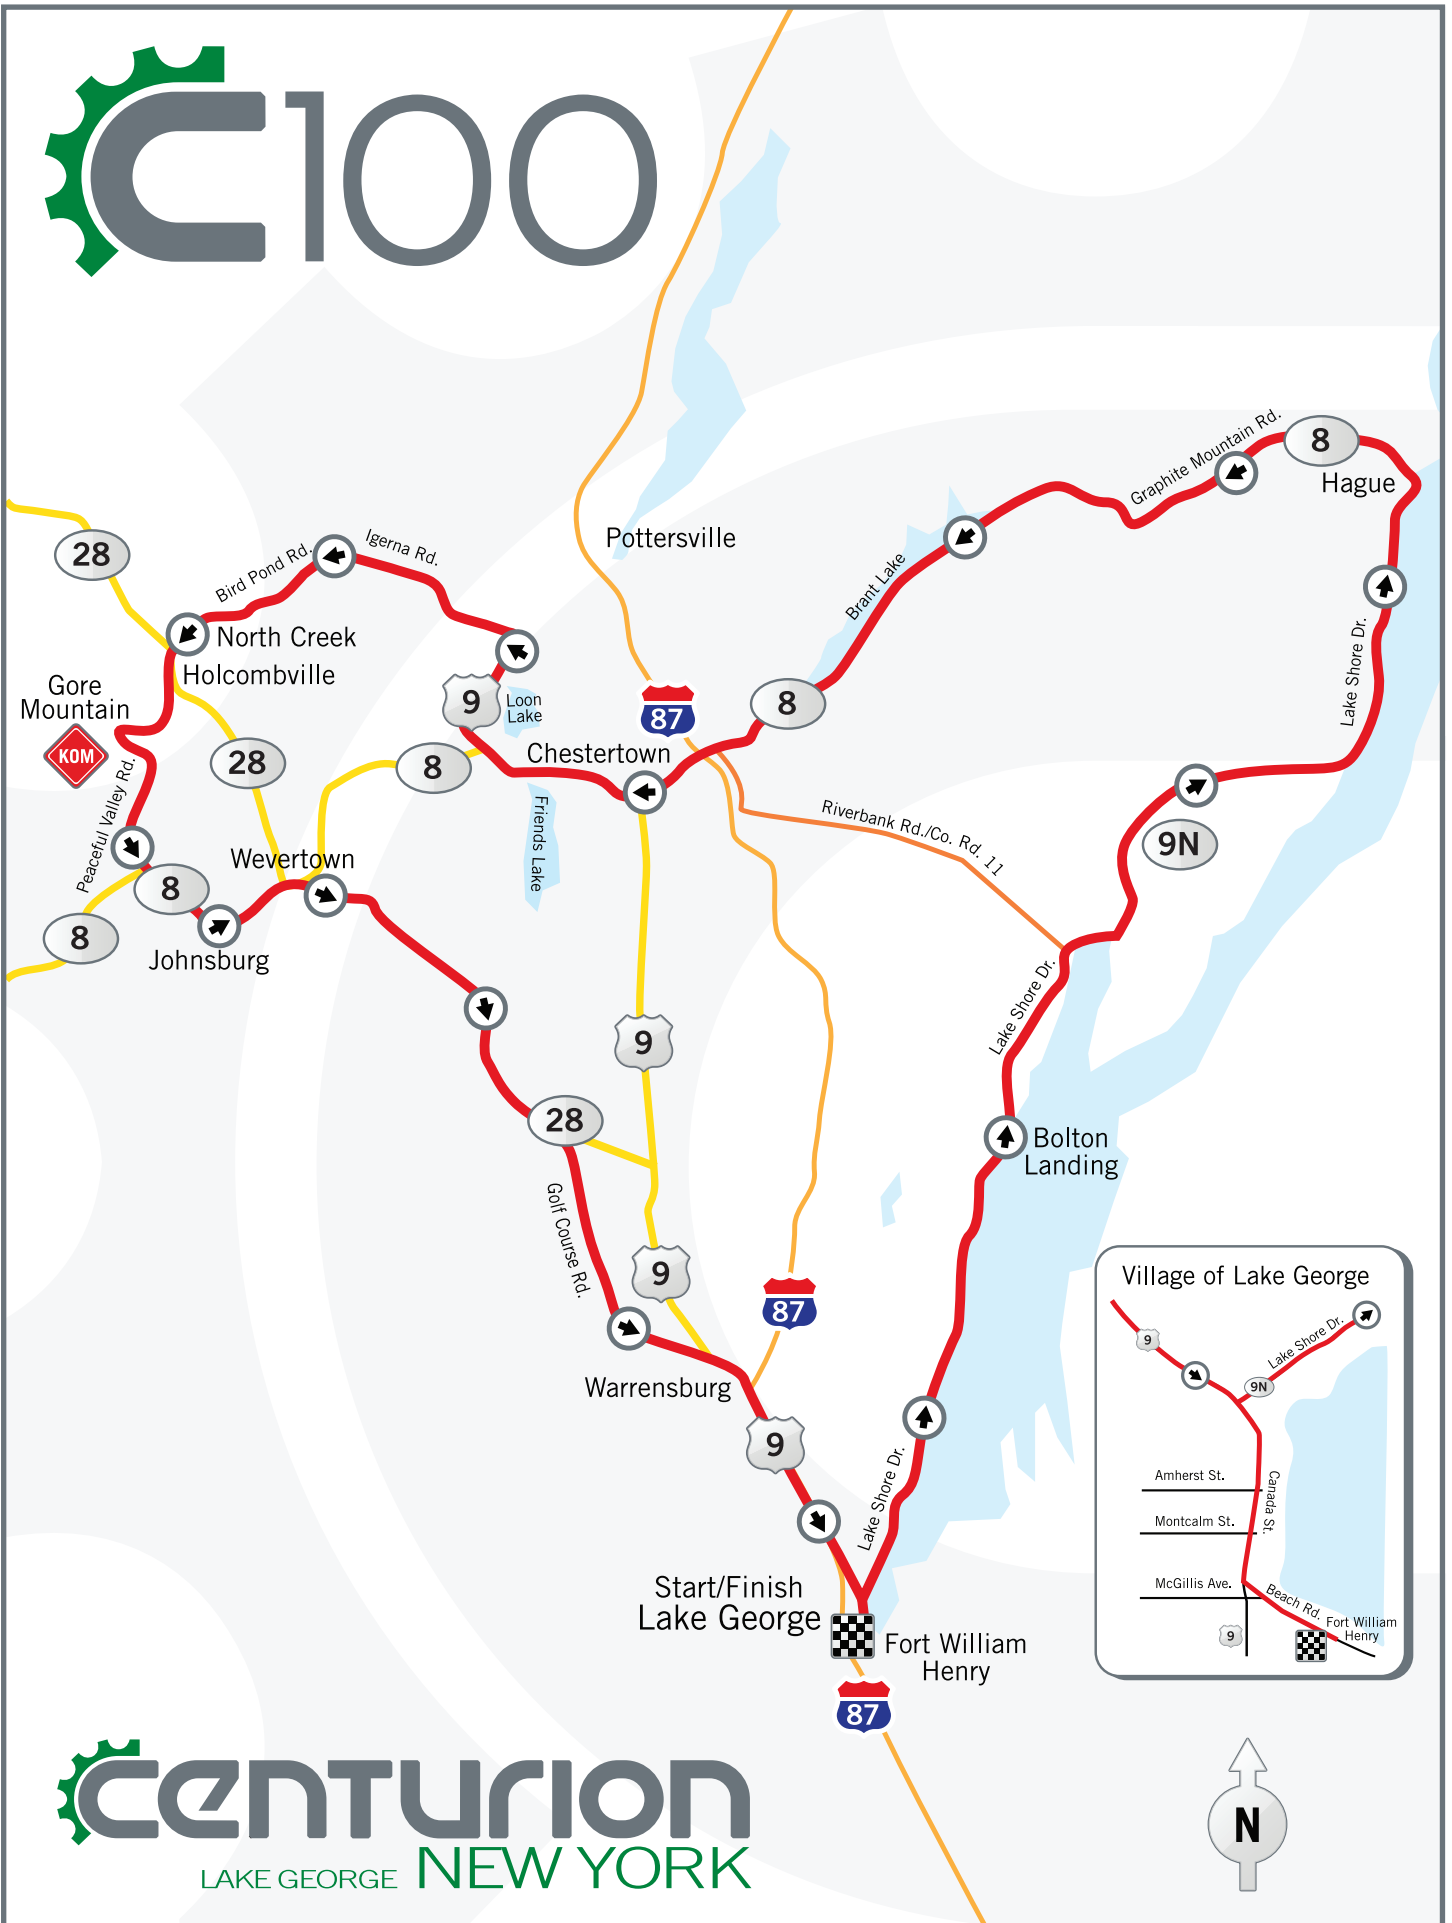 C100
Graphite Mountain Rd.
8
Hague
28
Bird Pond Rd.
Igerna Rd.
Pottersville
Brant Lake
North Creek
Holcombville
Lake Shore Dr.
Gore
Mountain
KOM
9
Loon
Lake
87
8
Chestertown
28
8
Peaceful Valley Rd.
Friends Lake
Riverbank Rd./Co. Rd. 11
9N
Wevertown
8
8
Johnsburg
Lake Shore Dr.
9
28
Bolton
Landing
Golf Course Rd.
9
87
Warrensburg
9
Lake Shore Dr.
Village of Lake George
9
Lake Shore Dr.
9N
Amherst St.
Canada St.
Montcalm St.
McGillis Ave.
Beach Rd.
Fort William
Henry
9
Start/Finish
Lake George
Fort William
Henry
87
CENTURION
LAKE GEORGE NEW YORK
N